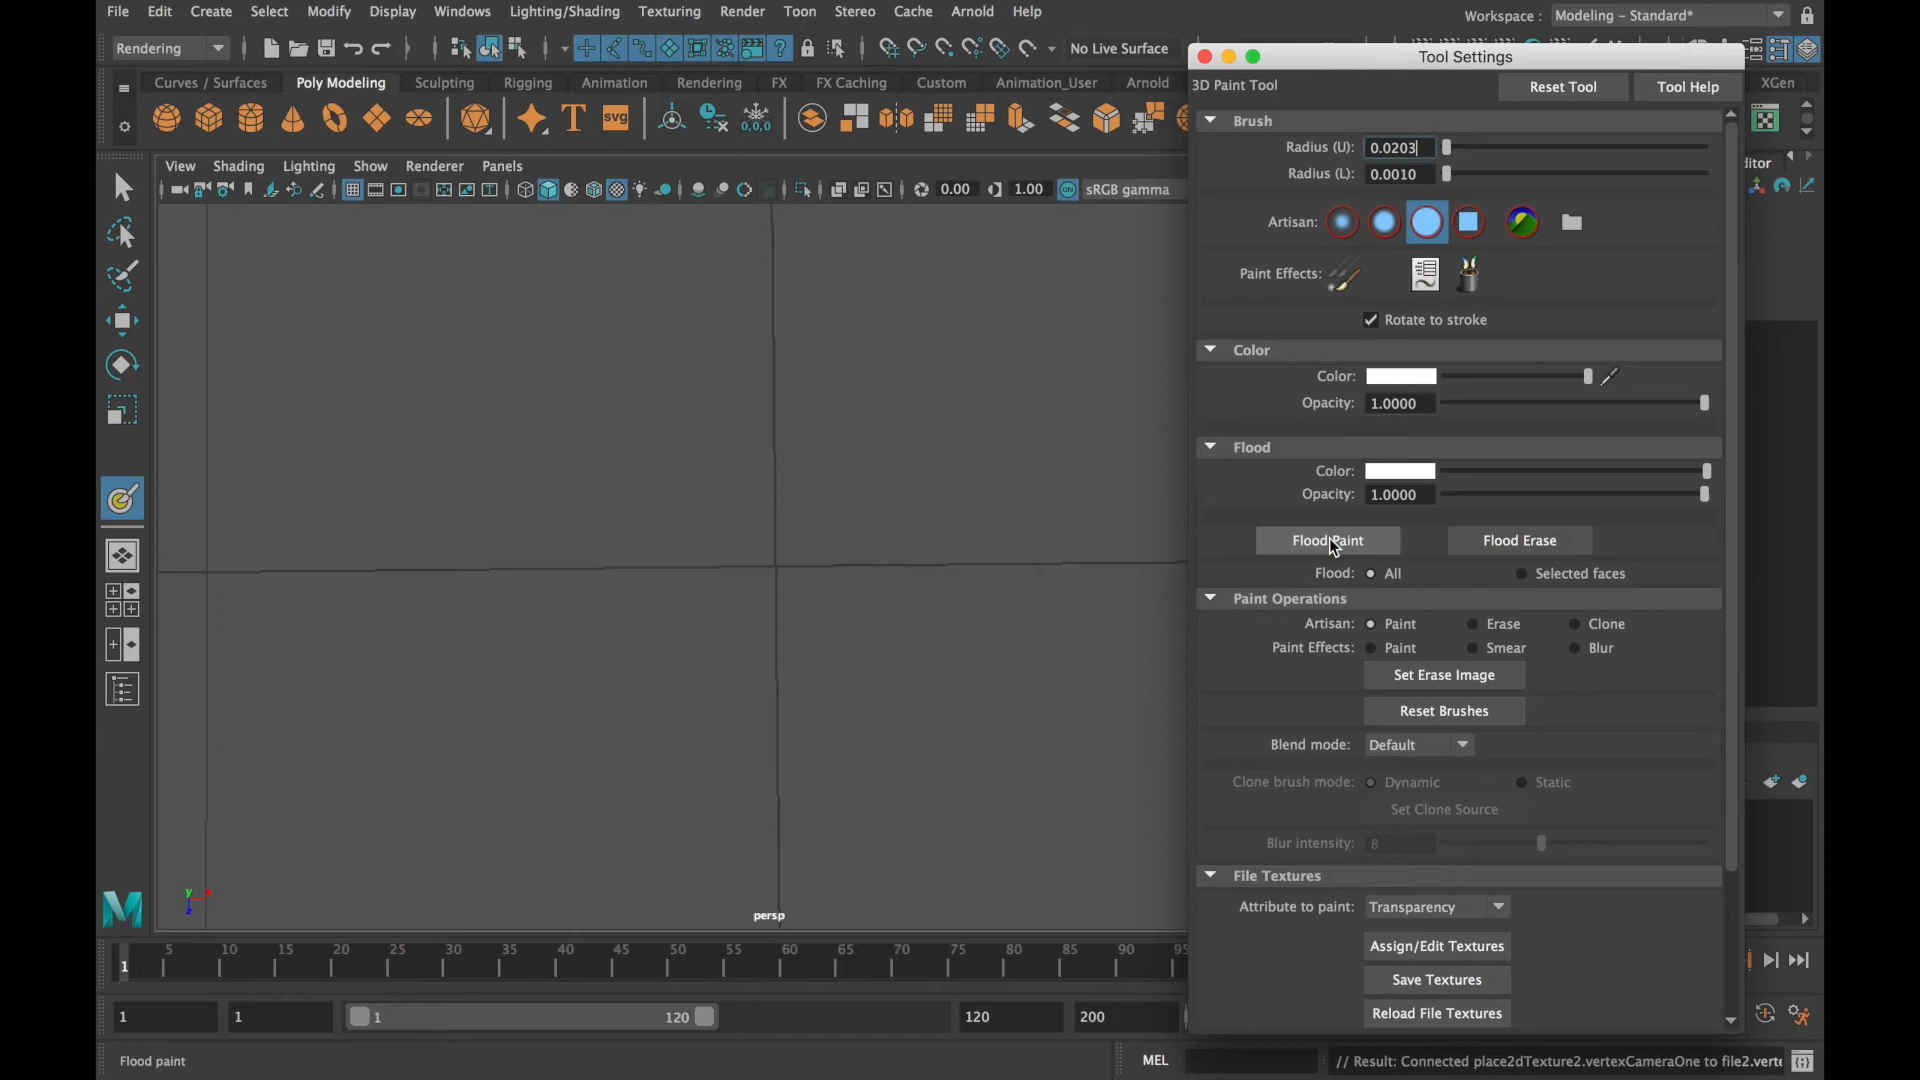 File Edit Create Select Modify Display Windows Lighting/Shading Texturing Render Toon Stereo Cache Arnold Help
Workspace : Modeling - Standard*
Rendering
No Live Surface
Tool Settings
Curves / Surfaces Poly Modeling Sculpting Rigging Animation Rendering FX FX Caching Custom Animation_User Arnold XGen
3D Paint Tool Reset Tool Tool Help
T svg 0,0,0
Brush
Radius (U): 0.0203
View Shading Lighting Show Renderer Panels
Radius (L): 0.0010
0.00 1.00 ON sRGB gamma
Artisan:
Paint Effects:
Rotate to stroke
Color
Color:
Opacity: 1.0000
Flood
Color:
Opacity: 1.0000
Flood Paint Flood Erase
Flood: All Selected faces
Paint Operations
Artisan: Paint Erase Clone
Paint Effects: Paint Smear Blur
Set Erase Image
Reset Brushes
Blend mode: Default
Clone brush mode: Dynamic Static
Set Clone Source
Blur intensity: 8
File Textures
Attribute to paint: Transparency
y x
z
persp
Assign/Edit Textures
5 10 15 20 25 30 35 40 45 50 55 60 65 70 75 80 85 90
1
Save Textures
Reload File Textures
1 1 1 120 120 200
Flood paint
MEL // Result: Connected place2dTexture2.vertexCameraOne to file2.verte